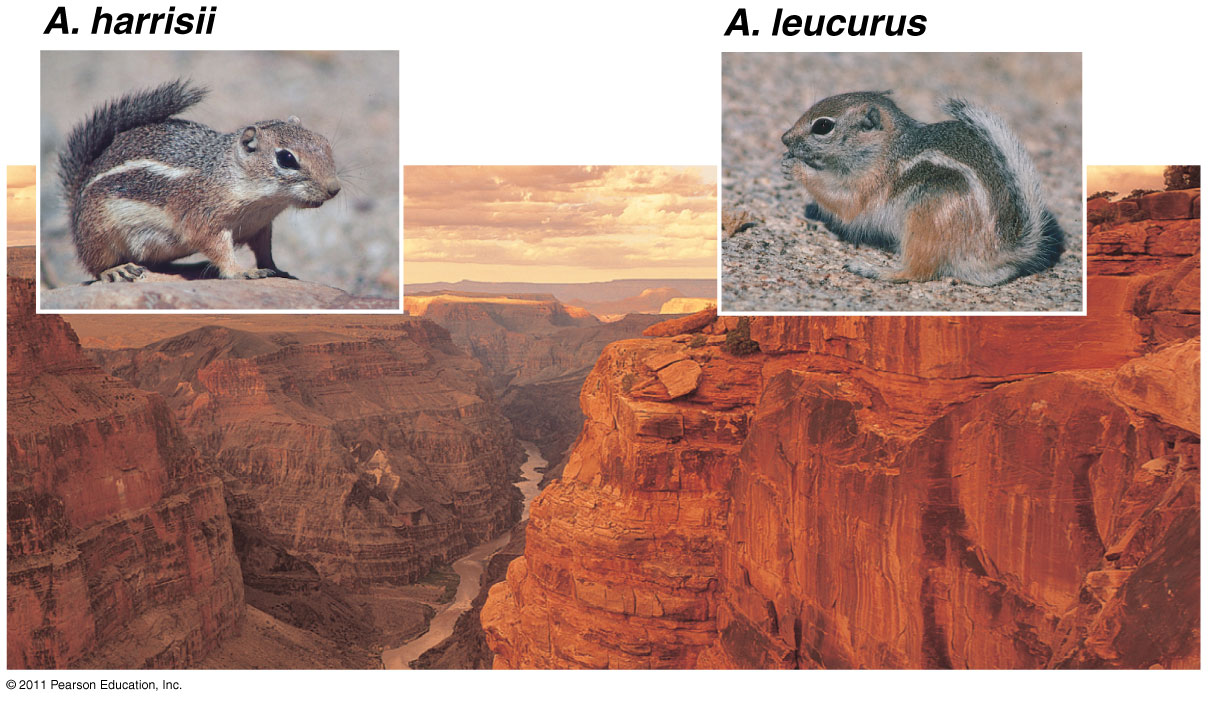 A. harrisii
A. leucurus
© 2011 Pearson Education, Inc.